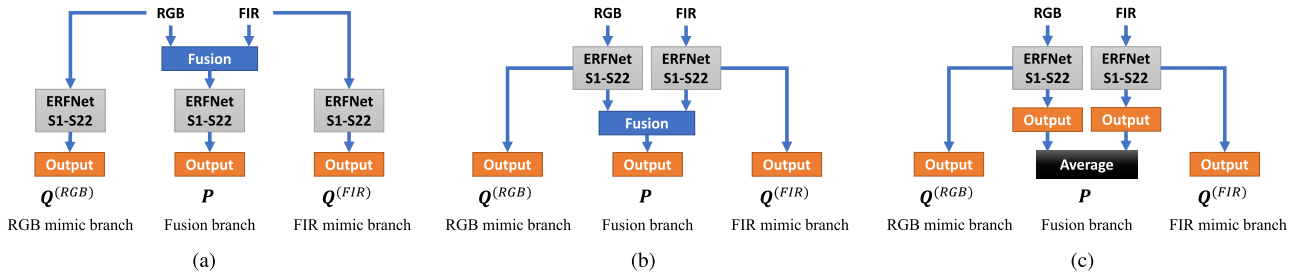 RGB FIR
Fusion
ERFNet
S1-S22
ERFNet
S1-S22
ERFNet
S1-S22
Output Output Output
Q^(RGB) P Q^(FIR)
RGB mimic branch Fusion branch FIR mimic branch
(a)
RGB FIR
ERFNet
S1-S22
ERFNet
S1-S22
Fusion
Output Output Output
Q^(RGB) P Q^(FIR)
RGB mimic branch Fusion branch FIR mimic branch
(b)
RGB FIR
ERFNet
S1-S22
ERFNet
S1-S22
Output Output
Output Average Output
Q^(RGB) P Q^(FIR)
RGB mimic branch Fusion branch FIR mimic branch
(c)